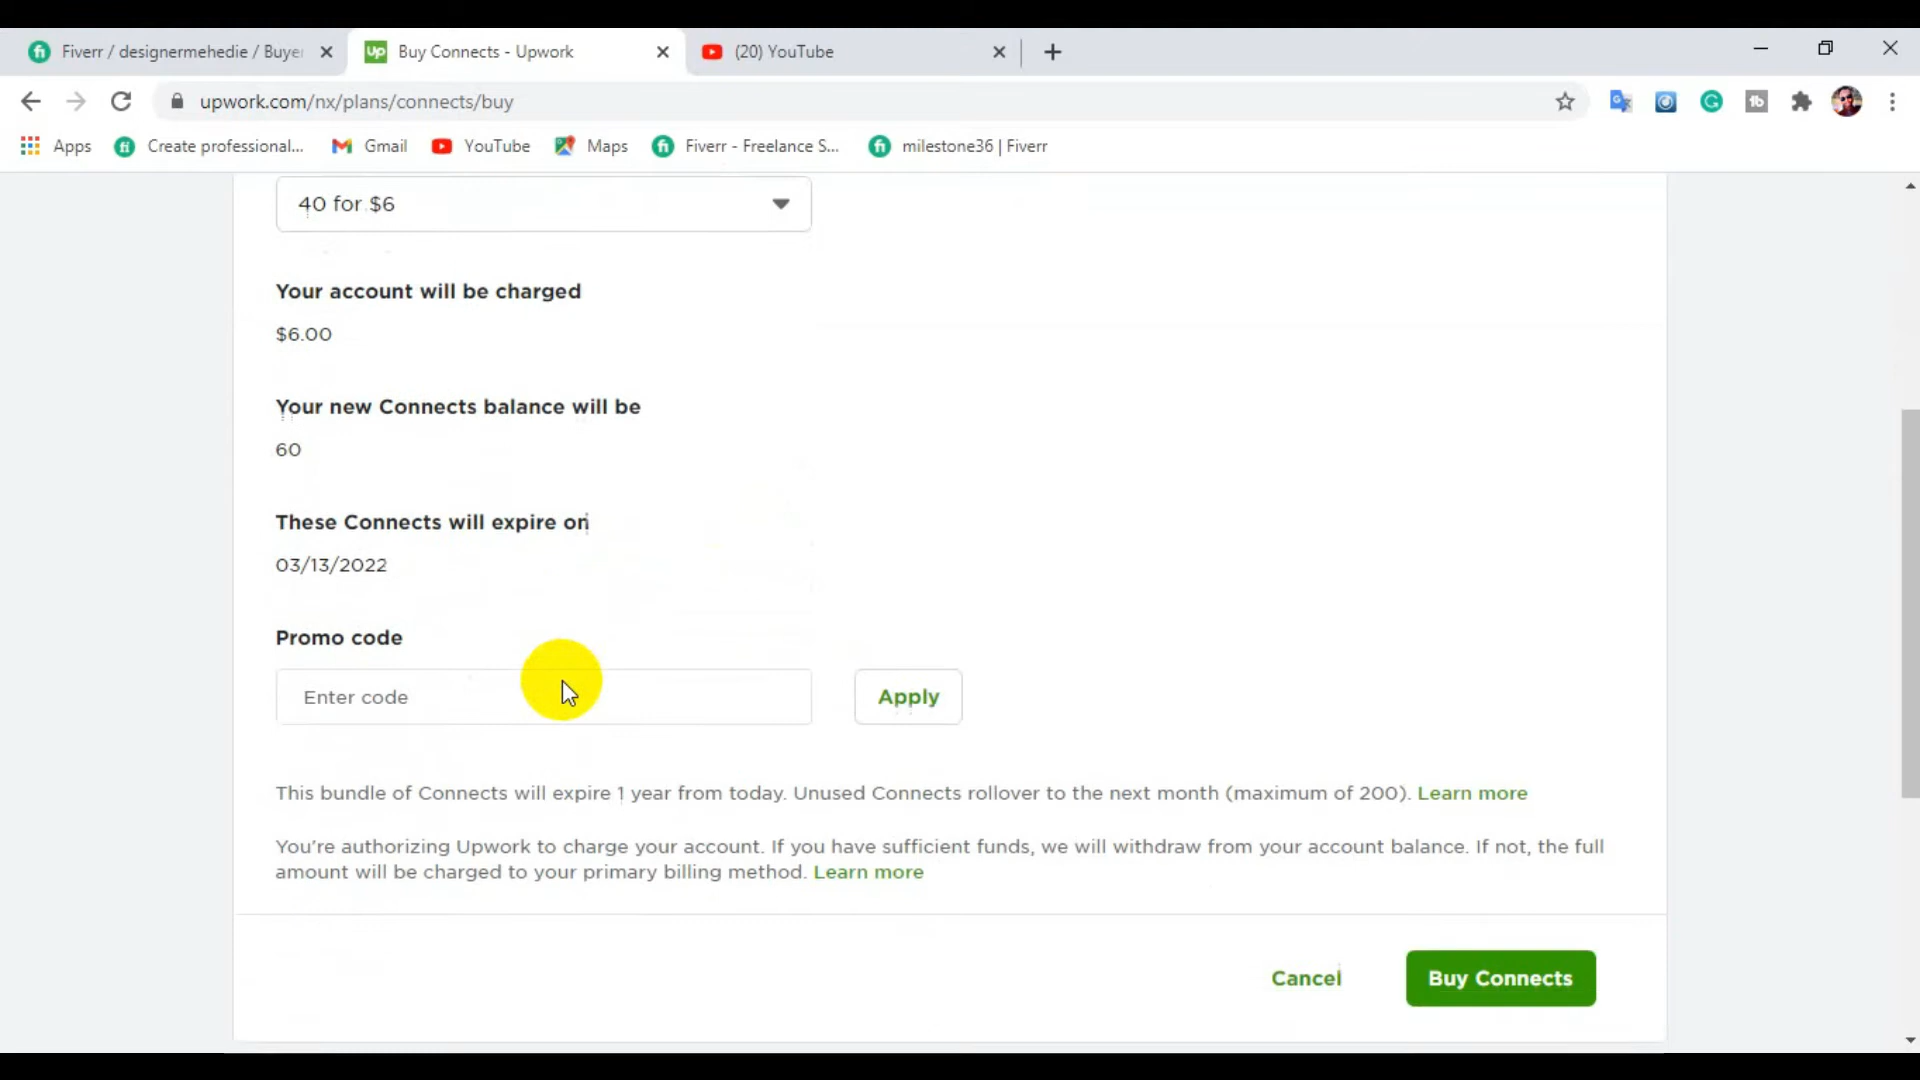 Fiverr / designermehedie / Buye
Buy Connects - Upwork
(20) YouTube
upwork.com/nx/plans/connects/buy
Apps
Create professional...
Gmail
YouTube
Maps
Fiverr - Freelance S...
milestone36 | Fiverr
40 for $6
Your account will be charged
$6.00
Your new Connects balance will be
60
These Connects will expire on
03/13/2022
Promo code
Enter code
Apply
This bundle of Connects will expire 1 year from today. Unused Connects rollover to the next month (maximum of 200). Learn more
You're authorizing Upwork to charge your account. If you have sufficient funds, we will withdraw from your account balance. If not, the full
amount will be charged to your primary billing method. Learn more
Cancel
Buy Connects